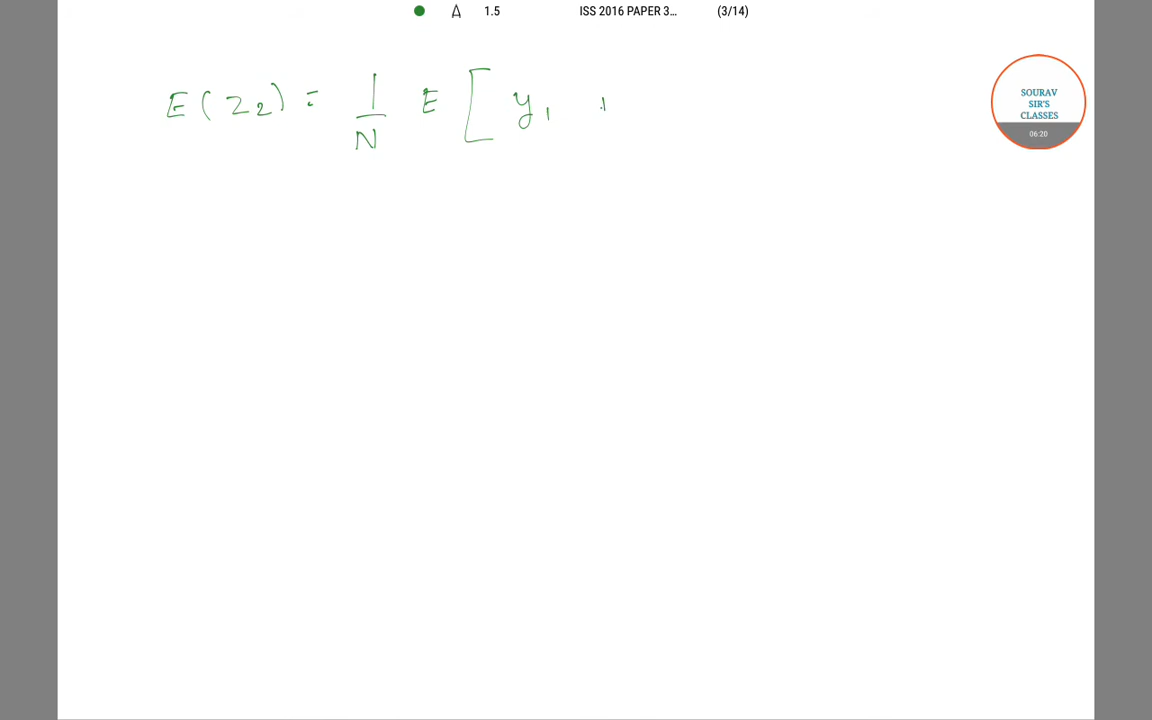 Δ 1.5 ISS 2016 PAPER 3... (3/14)
SOURAV
SIR'S
CLASSES
06:20
E(Z₂) = 1/N E [ y₁